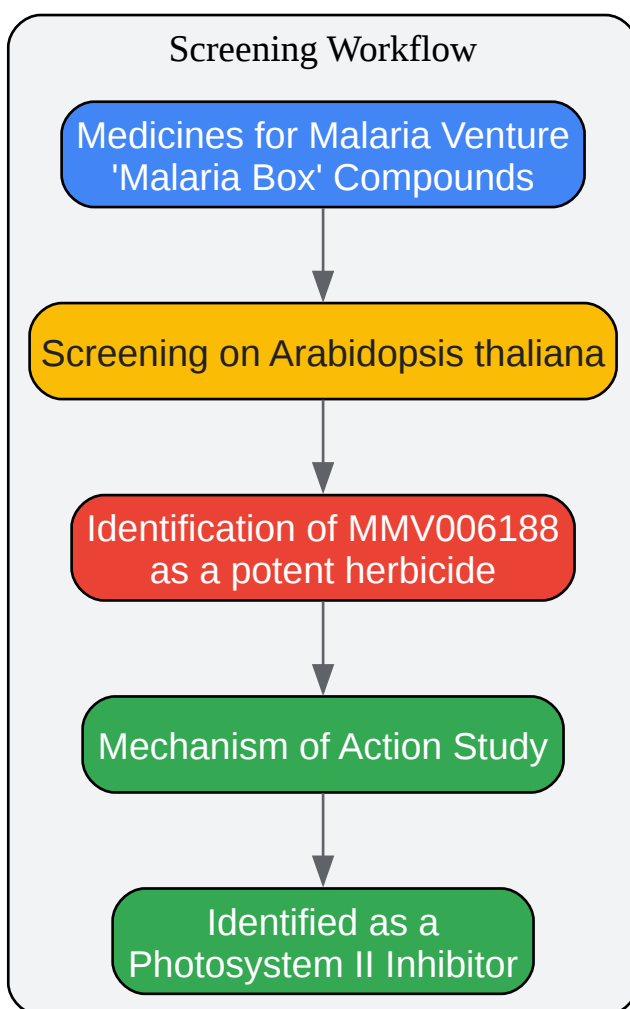 Screening Workflow
Medicines for Malaria Venture
'Malaria Box' Compounds
Screening on Arabidopsis thaliana
Identification of MMV006188
as a potent herbicide
Mechanism of Action Study
Identified as a
Photosystem II Inhibitor